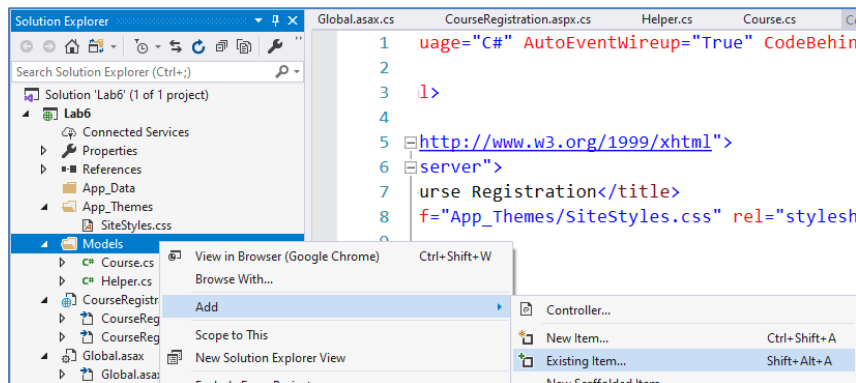 Solution Explorer
Search Solution Explorer (Ctrl+;)
Solution 'Lab6' (1 of 1 project)
Lab6
Connected Services
Properties
References
App_Data
App_Themes
SiteStyles.css
Models
C# Course.cs
C# Helper.cs
CourseRegistr
CourseReg
CourseReg
Global.asax
Global.asax
Global.asax.cs CourseRegistration.aspx.cs Helper.cs Course.cs
1 uage="C#" AutoEventWireup="True" CodeBehin
2
3 l>
4
5 http://www.w3.org/1999/xhtml">
6 server">
7 urse Registration</title>
8 f="App_Themes/SiteStyles.css" rel="stylesh
View in Browser (Google Chrome) Ctrl+Shift+W
Browse With...
Add
Scope to This
New Solution Explorer View
Controller...
New Item... Ctrl+Shift+A
Existing Item... Shift+Alt+A